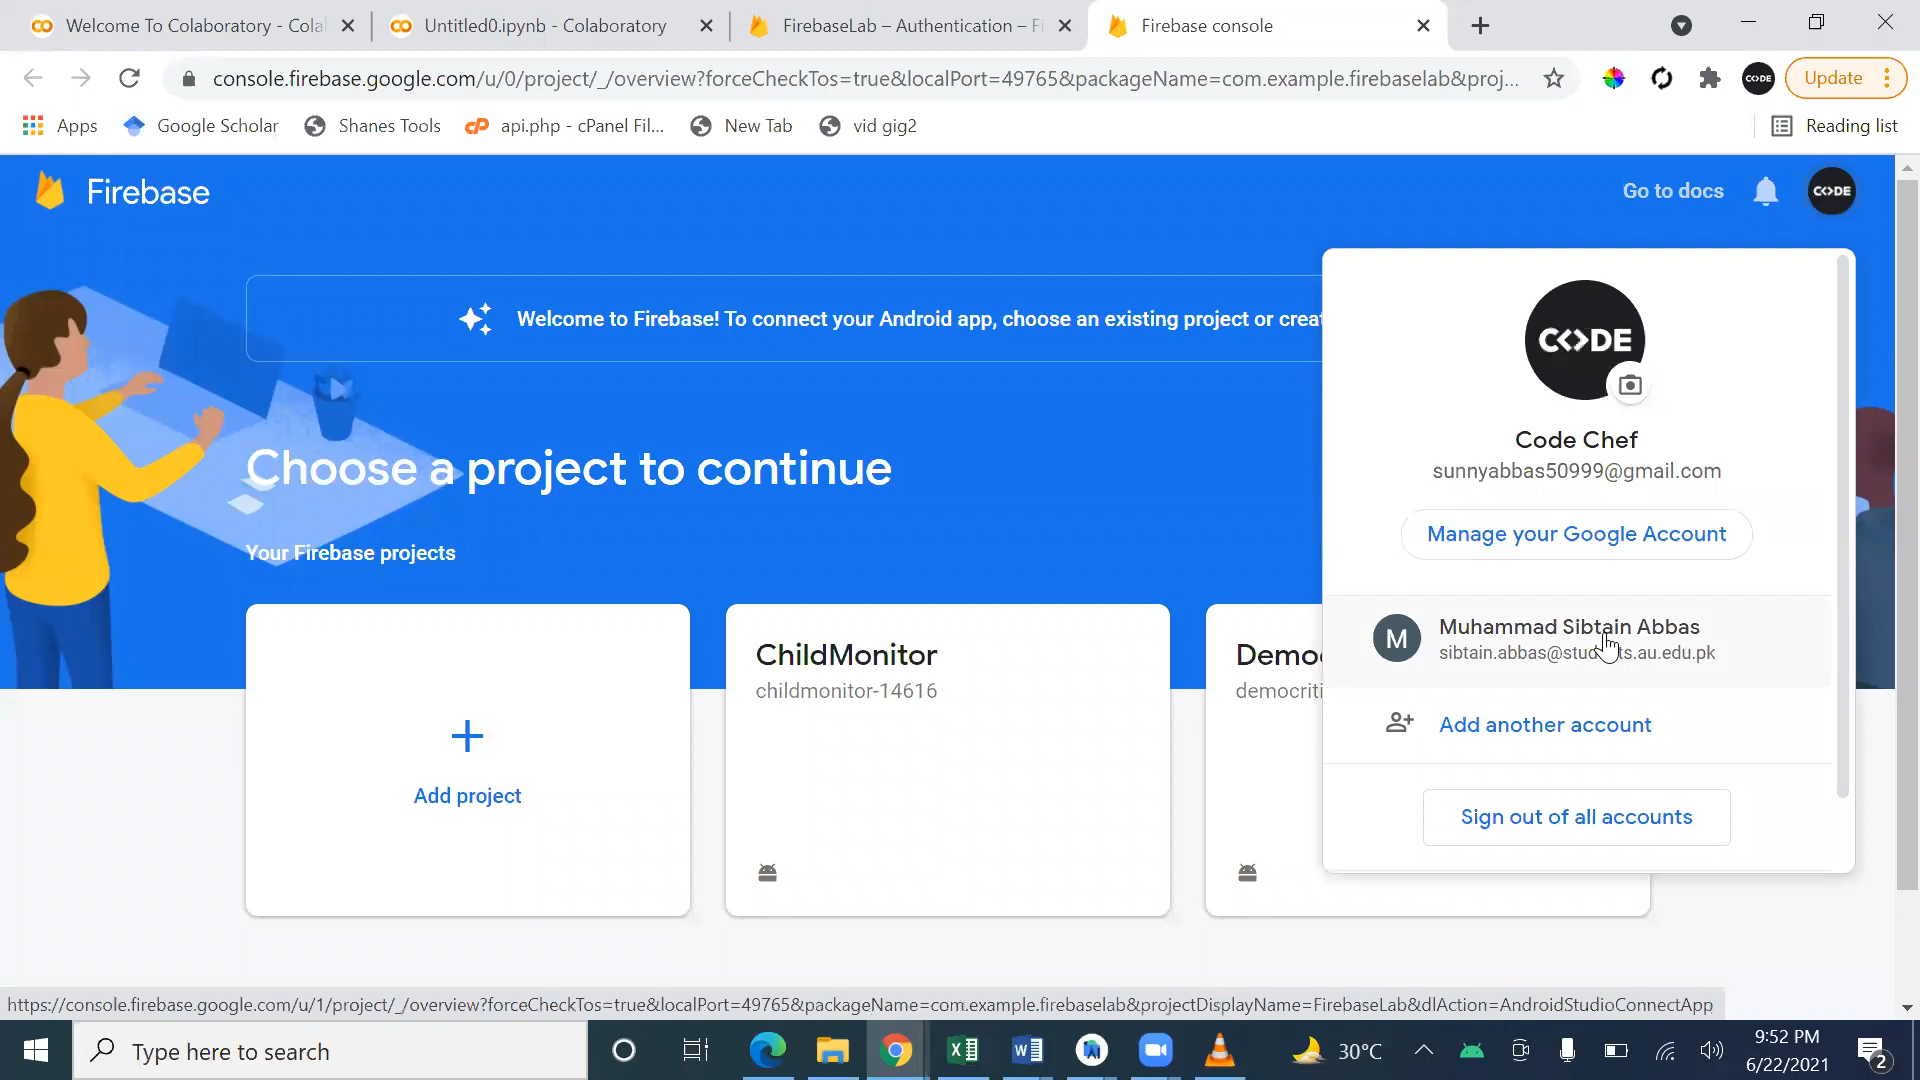 Welcome To Colaboratory - Cola
Untitled0.ipynb - Colaboratory
FirebaseLab – Authentication – Fi
Firebase console
console.firebase.google.com/u/0/project/_/overview?forceCheckTos=true&localPort=49765&packageName=com.example.firebaselab&proj...
C<>DE
Update
Apps
Google Scholar
Shanes Tools
cP
api.php - cPanel Fil...
New Tab
vid gig2
Reading list
Firebase
Go to docs
C<>DE
Welcome to Firebase! To connect your Android app, choose an existing project or creat
C<>DE
Code Chef
sunnyabbas50999@gmail.com
Manage your Google Account
Choose a project to continue
Your Firebase projects
M
Muhammad Sibtain Abbas
sibtain.abbas@students.au.edu.pk
Add another account
Sign out of all accounts
Add project
ChildMonitor
childmonitor-14616
Demo
democriti
https://console.firebase.google.com/u/1/project/_/overview?forceCheckTos=true&localPort=49765&packageName=com.example.firebaselab&projectDisplayName=FirebaseLab&dlAction=AndroidStudioConnectApp
Type here to search
30°C
9:52 PM
6/22/2021
2